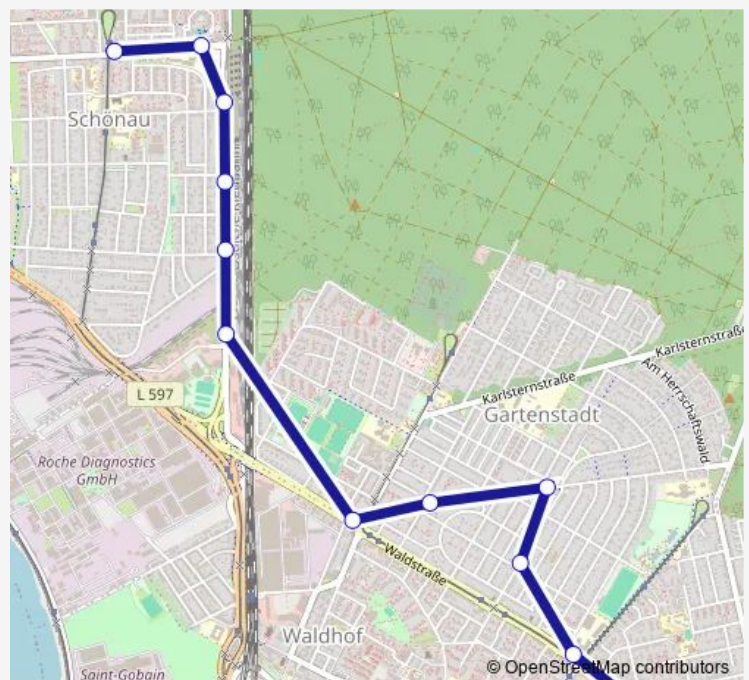 Schönau
Karlsternstraße
L 597
Karlsternstraße
Am Herrschaftswald
Gartenstadt
Roche Diagnostics
GmbH
Waldstraße
Waldhof
Saint-Gobain
© OpenStreetMap contributors